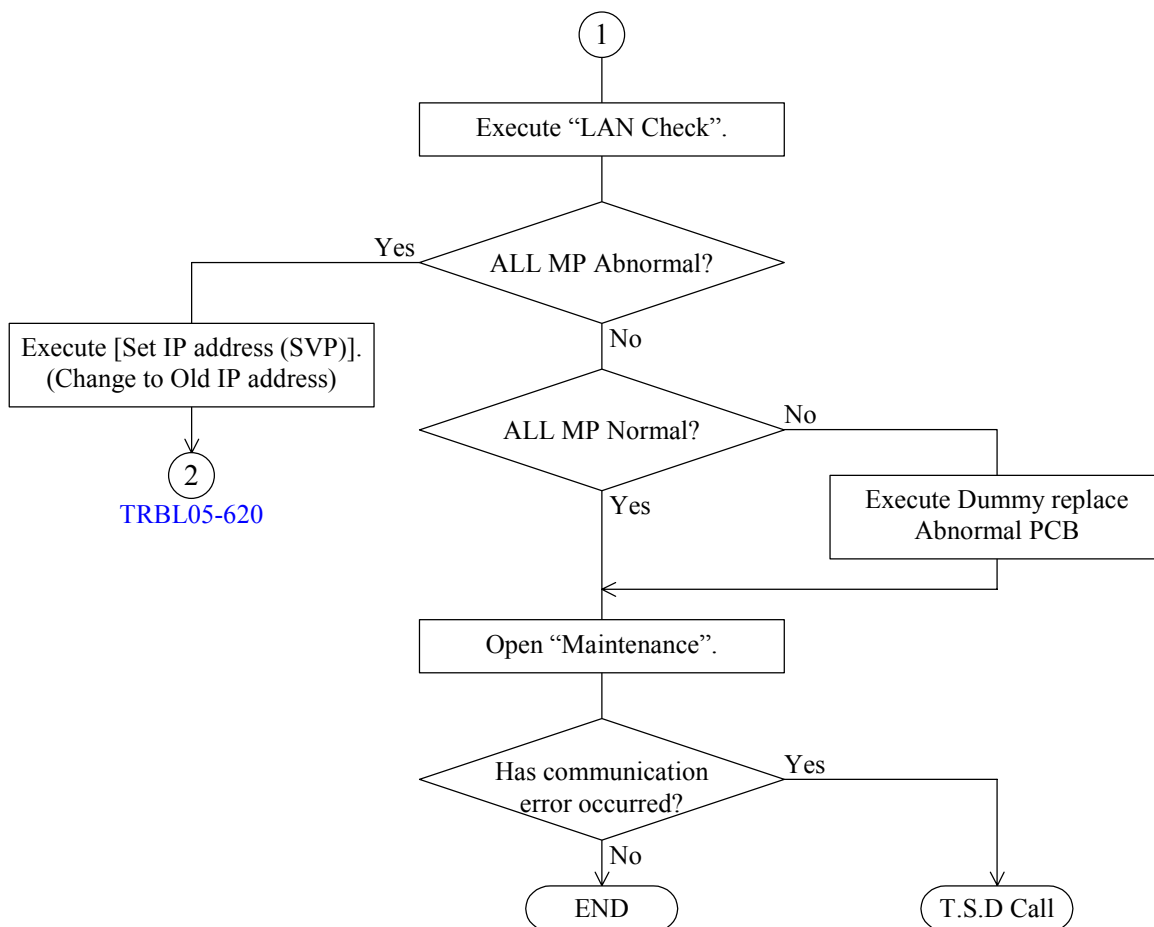 1
Execute “LAN Check”.
Yes
ALL MP Abnormal?
No
Execute [Set IP address (SVP)].
(Change to Old IP address)
2
TRBL05-620
ALL MP Normal?
No
Yes
Execute Dummy replace
Abnormal PCB
Open “Maintenance”.
Has communication
error occurred?
Yes
No
END
T.S.D Call